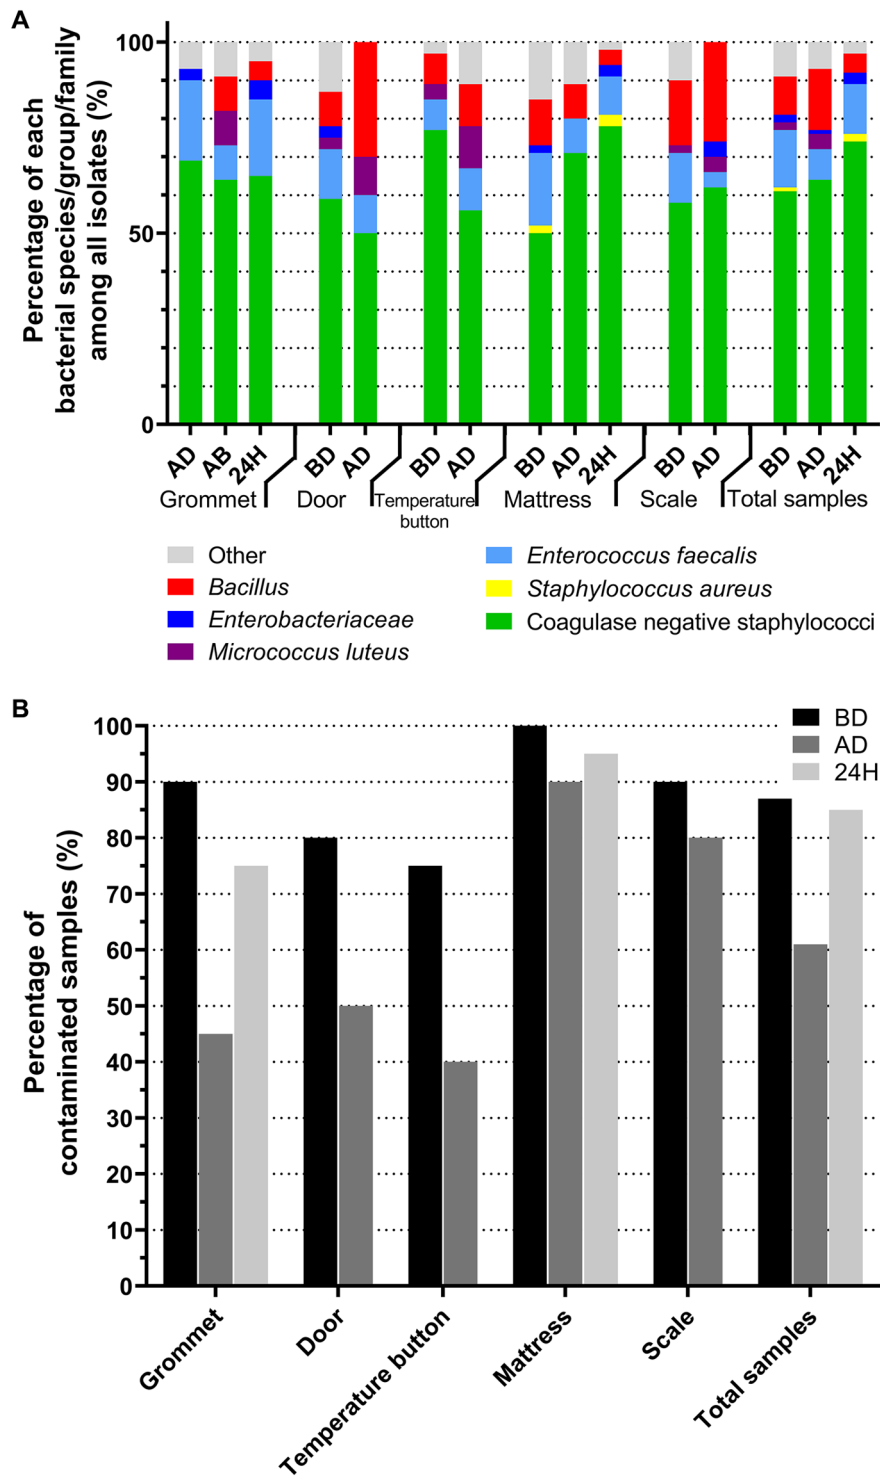 A
Percentage of each
bacterial species/group/family
among all isolates (%)
100
50
0
AD AB 24H BD AD BD AD BD AD 24H BD AD BD AD 24H
Grommet Door Temperature button Mattress Scale Total samples
Other
Bacillus
Enterobacteriaceae
Micrococcus luteus
Enterococcus faecalis
Staphylococcus aureus
Coagulase negative staphylococci
B
BD
AD
24H
Percentage of
contaminated samples (%)
100
90
80
70
60
50
40
30
20
10
0
Grommet
Door
Temperature button
Mattress
Scale
Total samples